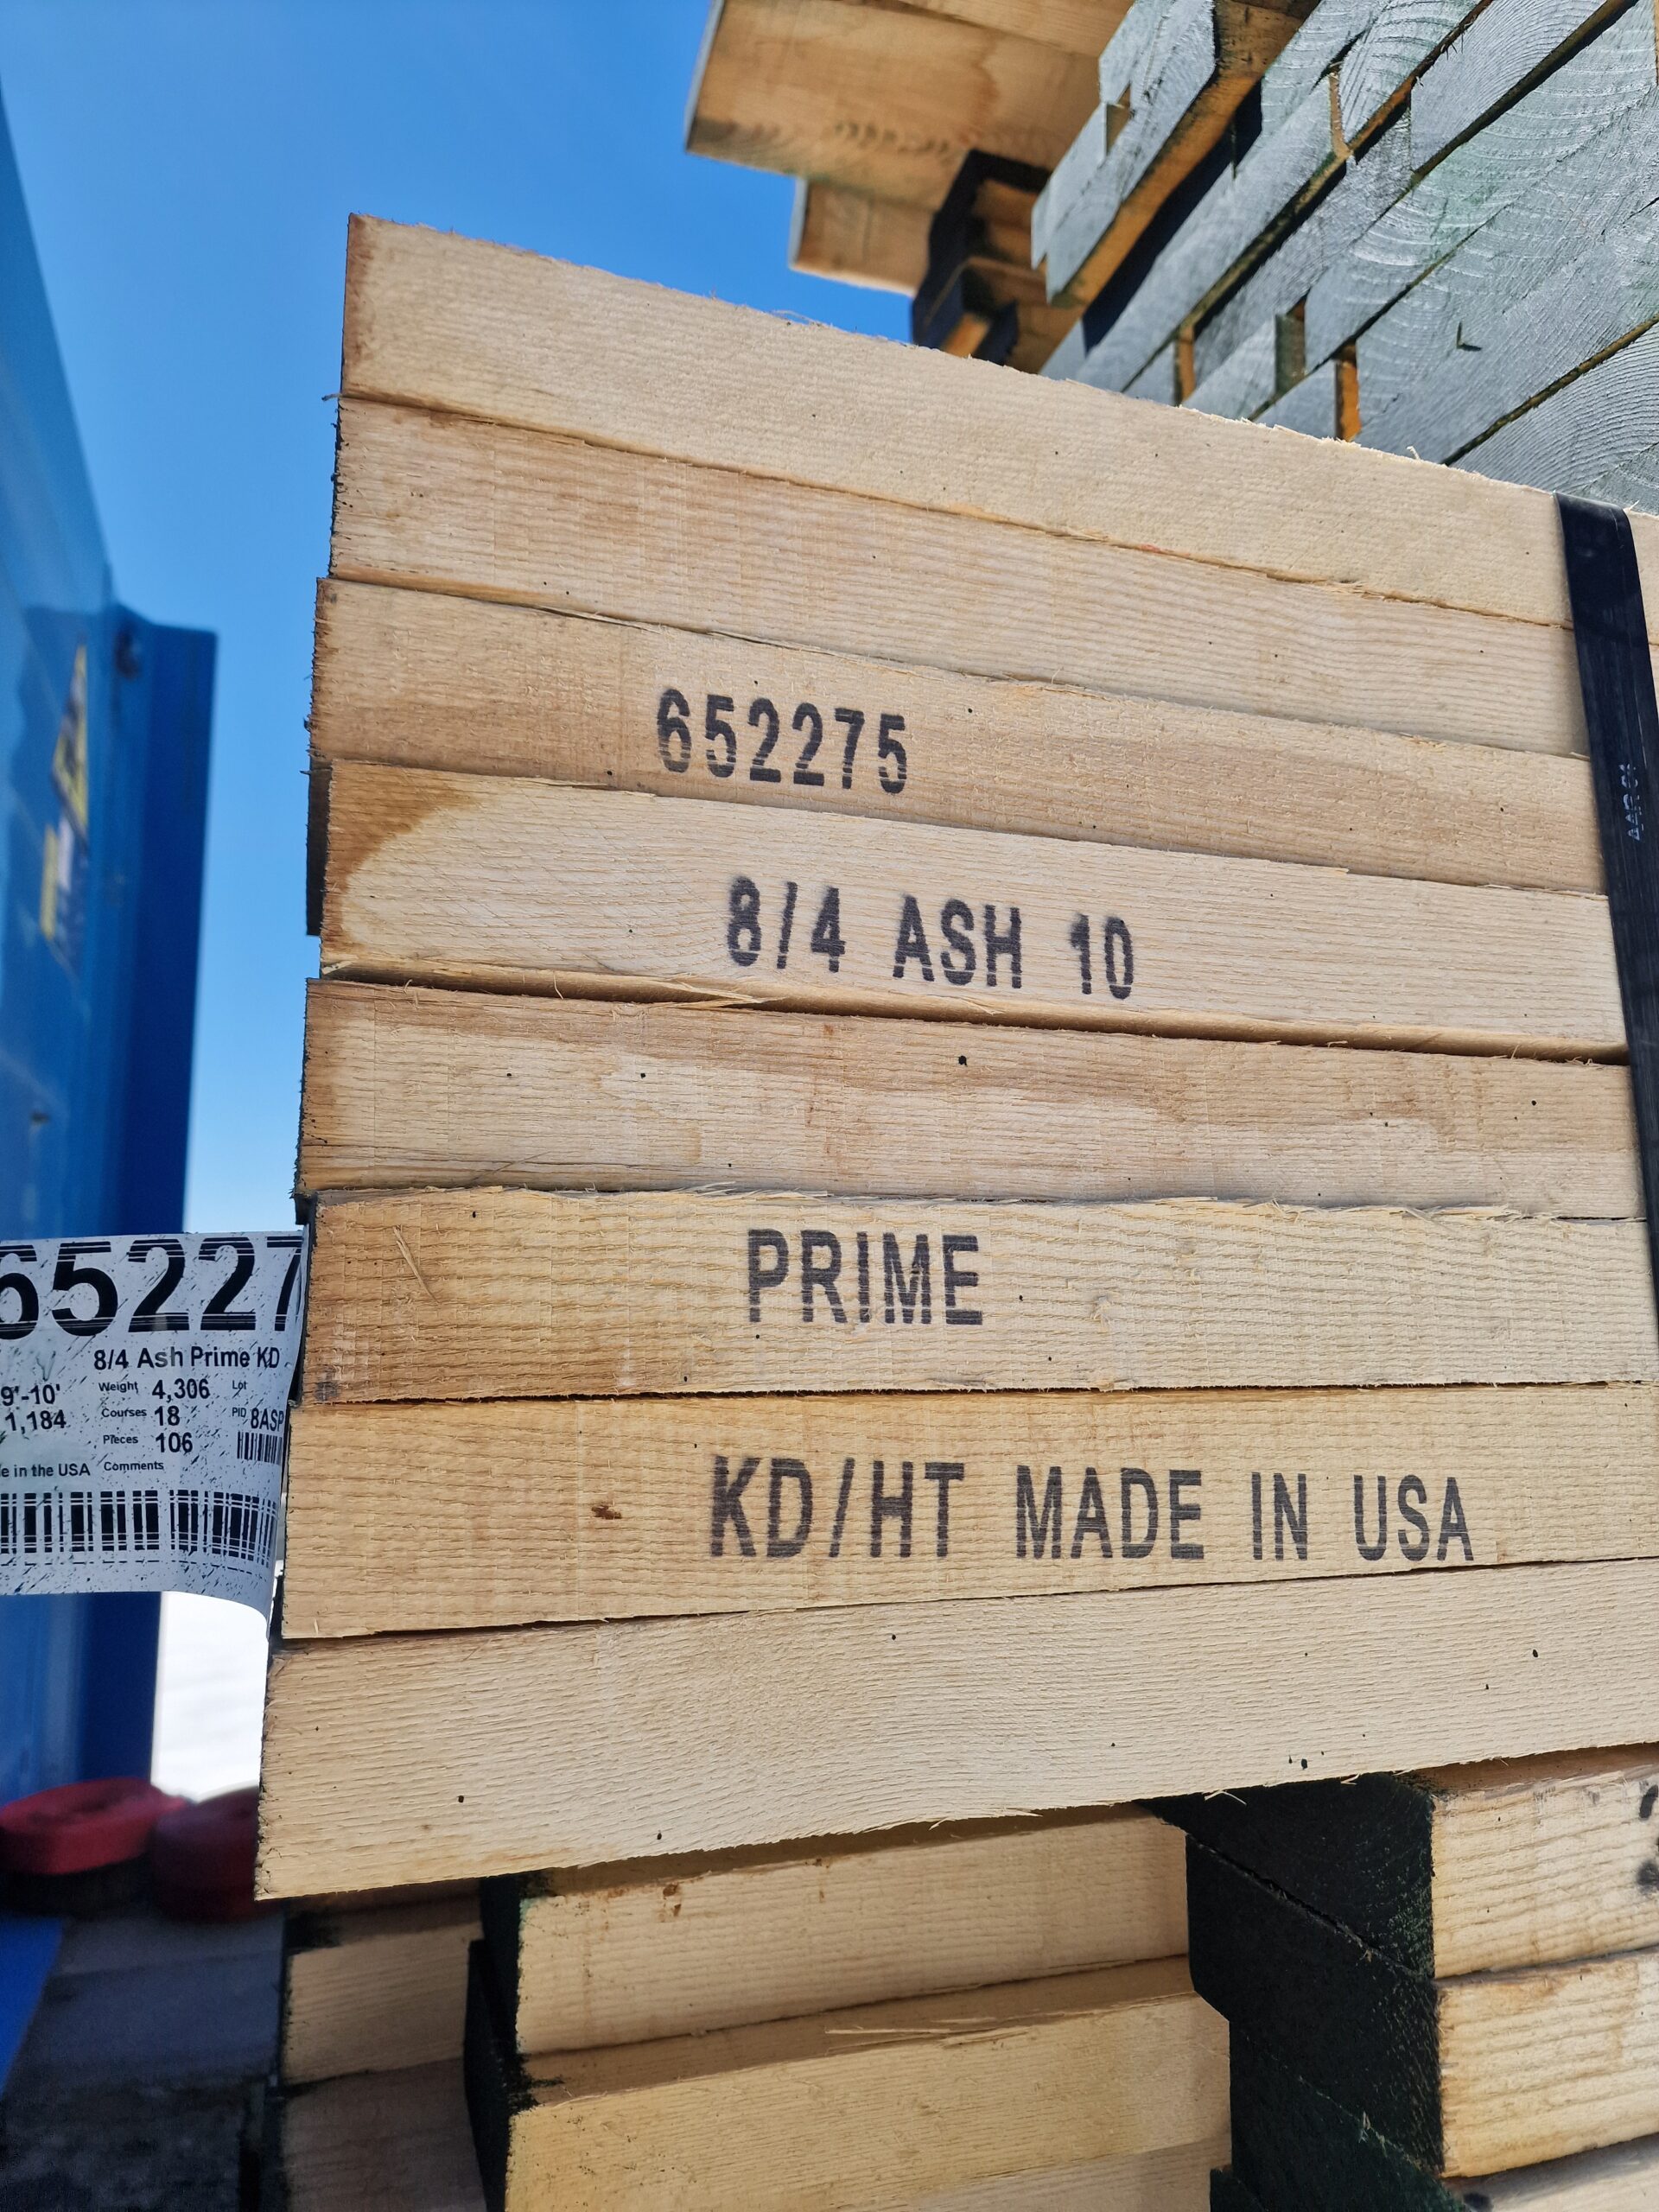 652275
8/4 ASH 10
PRIME
KD/HT MADE IN USA
65227
8/4 Ash Prime KD
9'-10' Weight 4,306 Lot
1,184 Courses 18 PID 8ASP
Pieces 106
e in the USA Comments